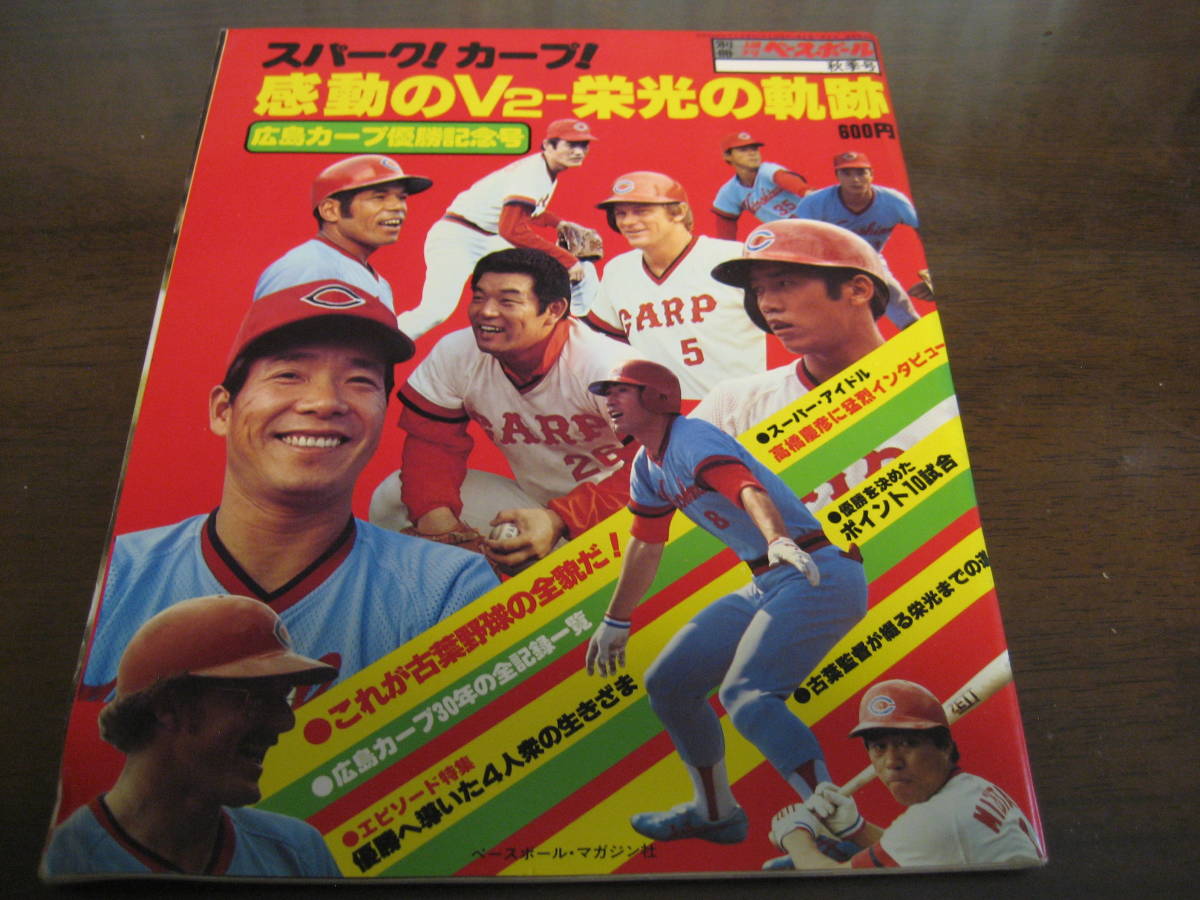 スパーク！カープ！
別冊 週刊 ベースボール
秋季号
感動のV2-栄光の軌跡
600円
広島カープ優勝記念号
35
CARP
5
CARP
26
8
●スーパー・アイドル
高橋慶彦に猛烈インタビュー
●優勝を決めた
ポイント10試合
●これが古葉野球の全貌だ！
●広島カープ30年の全記録一覧
●古葉監督が綴る栄光までの道
●エピソード特集
優勝へ導いた4人衆の生きざま
ベースボール・マガジン社